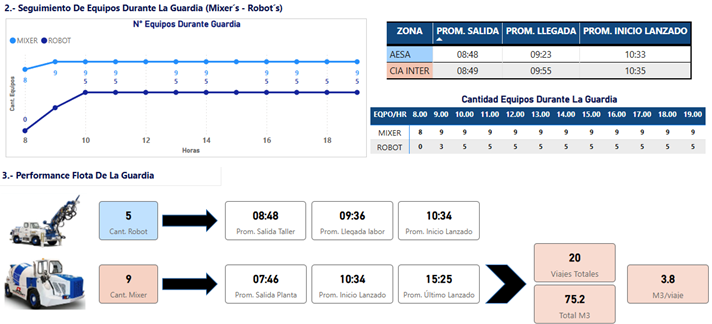 2.- Seguimiento De Equipos Durante La Guardia (Mixer´s - Robot´s)
N° Equipos Durante Guardia
MIXER ROBOT
Cant. Equipos
8 9 9 9 9 9 9 9 9
0 5 5 5 5 5 5 5
8 10 12 14 16 18
Horas
ZONA PROM. SALIDA PROM. LLEGADA PROM. INICIO LANZADO
AESA 08:48 09:23 10:33
CIA INTER 08:49 09:55 10:35
Cantidad Equipos Durante La Guardia
EQPO/HR 8.00 9.00 10.00 11.00 12.00 13.00 14.00 15.00 16.00 17.00 18.00 19.00
MIXER 8 9 9 9 9 9 9 9 9 9 9 9
ROBOT 0 3 5 5 5 5 5 5 5 5 5 5
3.- Performance Flota De La Guardia
5 08:48 09:36 10:34
Cant. Robot Prom. Salida Taller Prom. Llegada labor Prom. Inicio Lanzado
9 07:46 10:34 15:25
Cant. Mixer Prom. Salida Planta Prom. Inicio Lanzado Prom. Último Lanzado
20
Viajes Totales
75.2
Total M3
3.8
M3/viaje